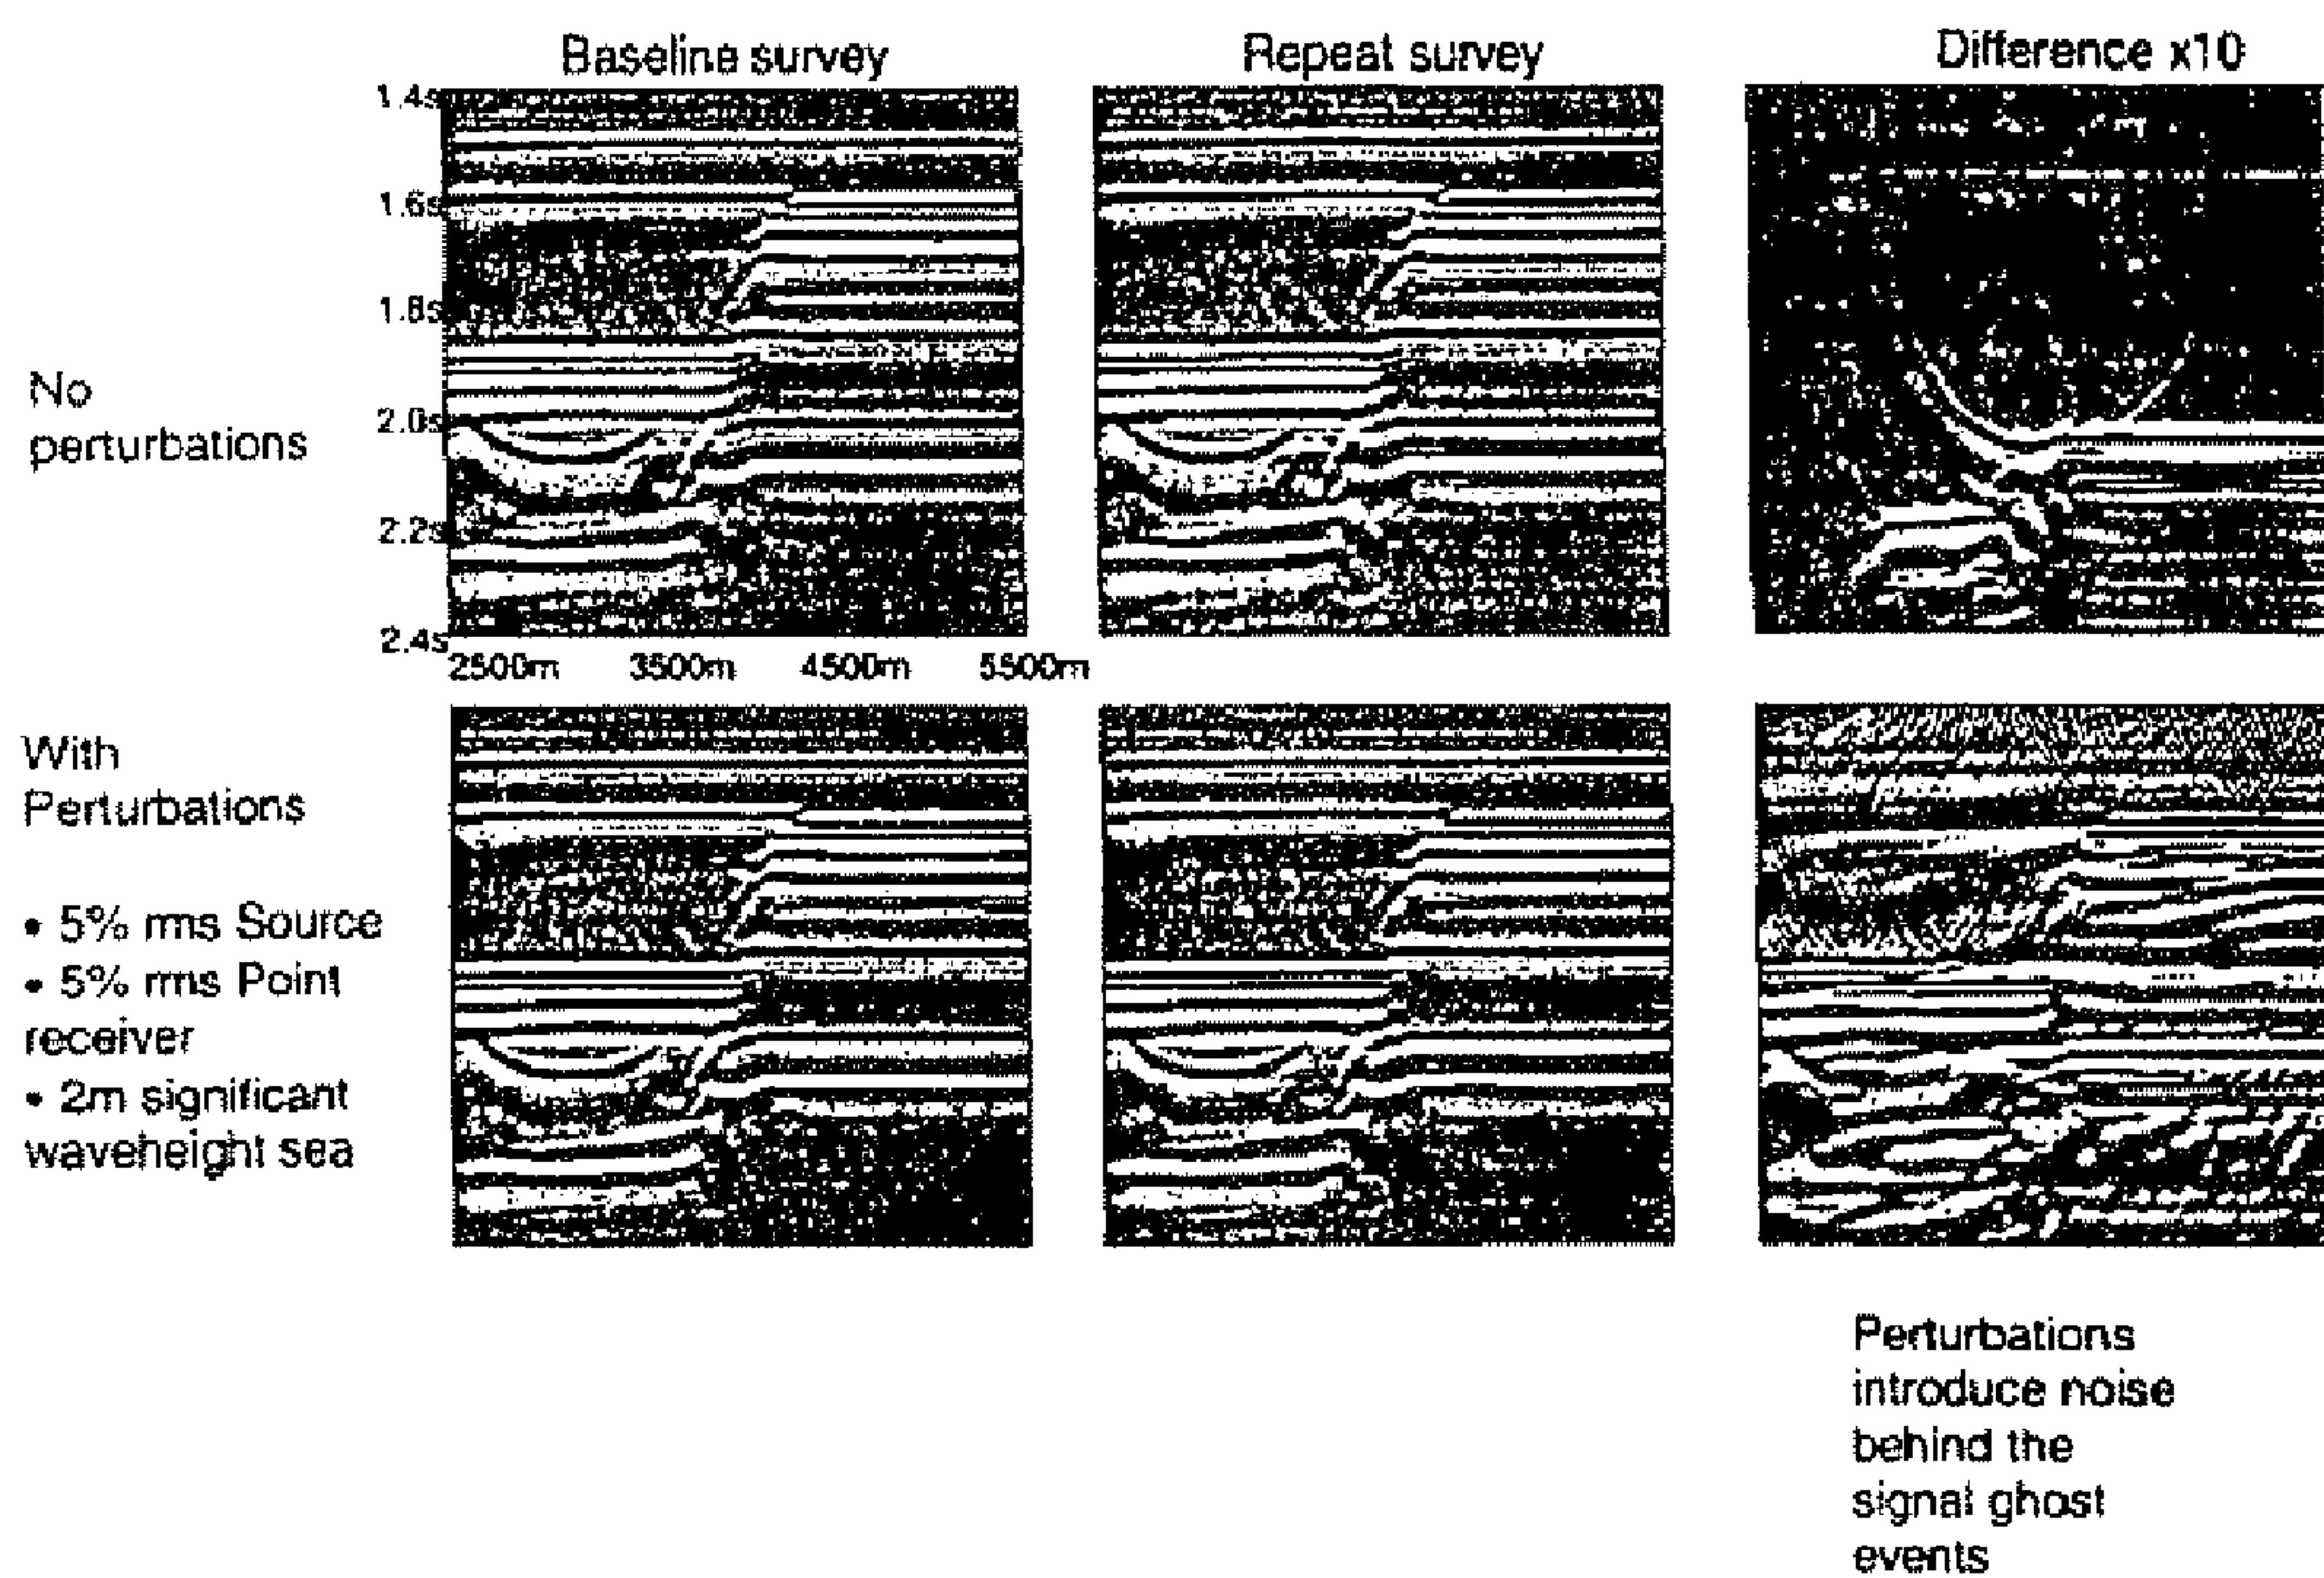 Baseline survey
Repeat survey
Difference x10
1.4s
1.6s
1.8s
2.0s
2.2s
2.4s
2500m 3500m 4500m 5500m
No
perturbations
With
Perturbations
• 5% rms Source
• 5% rms Point
receiver
• 2m significant
waveheight sea
Perturbations
introduce noise
behind the
signal ghost
events